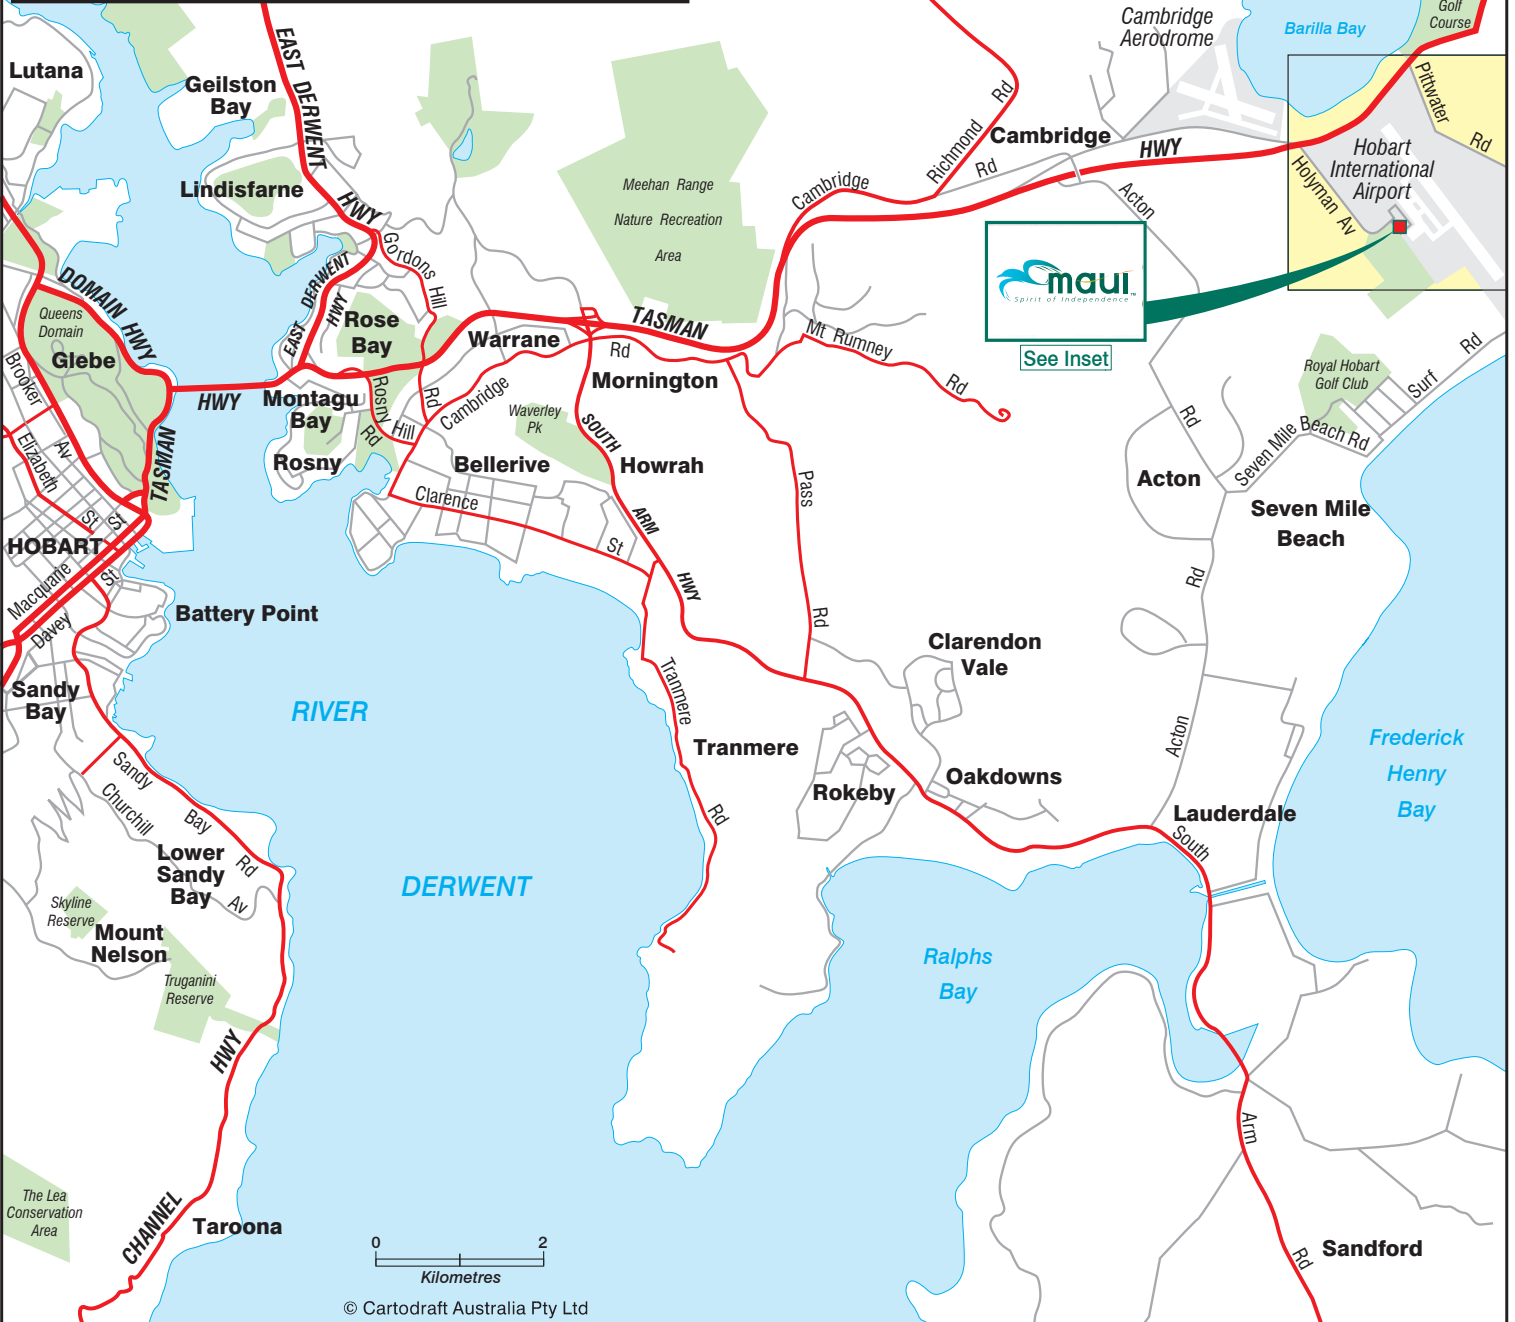 Golf
Course
Cambridge
Aerodrome
Barilla Bay
Lutana
Geilston
Bay
EAST DERWENT
HWY
Lindisfarne
Meehan Range
Nature Recreation
Area
Richmond
Rd
Cambridge
Cambridge
Rd
HWY
Acton
Pittwater
Rd
Hobart
International
Airport
Holyman Av
maui
Spirit of Independence
See Inset
Gordons
Hill
Rd
EAST
DERWENT
HWY
DOMAIN HWY
Queens
Domain
Glebe
Rose
Bay
Warrane
TASMAN
Rd
Mornington
Mt Rumney
Rd
Brooker
Av
HWY
Montagu
Bay
Rosny
Hill
Rd
Cambridge
Waverley
Pk
SOUTH
Howrah
Bellerive
Rosny
TASMAN
Elizabeth
St
St
HOBART
Clarence
St
ARM
HWY
Pass
Rd
Royal Hobart
Golf Club
Surf
Rd
Seven Mile Beach Rd
Rd
Acton
Seven Mile
Beach
Rd
Macquarie
St
Davey
Battery Point
Sandy
Bay
RIVER
Tranmere
Rd
Tranmere
Clarendon
Vale
Rokeby
Oakdowns
Acton
Lauderdale
South
Frederick
Henry
Bay
Sandy
Bay
Rd
Churchill
Av
Lower
Sandy
Bay
DERWENT
Skyline
Reserve
Mount
Nelson
Truganini
Reserve
Ralphs
Bay
HWY
Arm
Rd
The Lea
Conservation
Area
CHANNEL
Taroona
Sandford
0 2
Kilometres
© Cartodraft Australia Pty Ltd